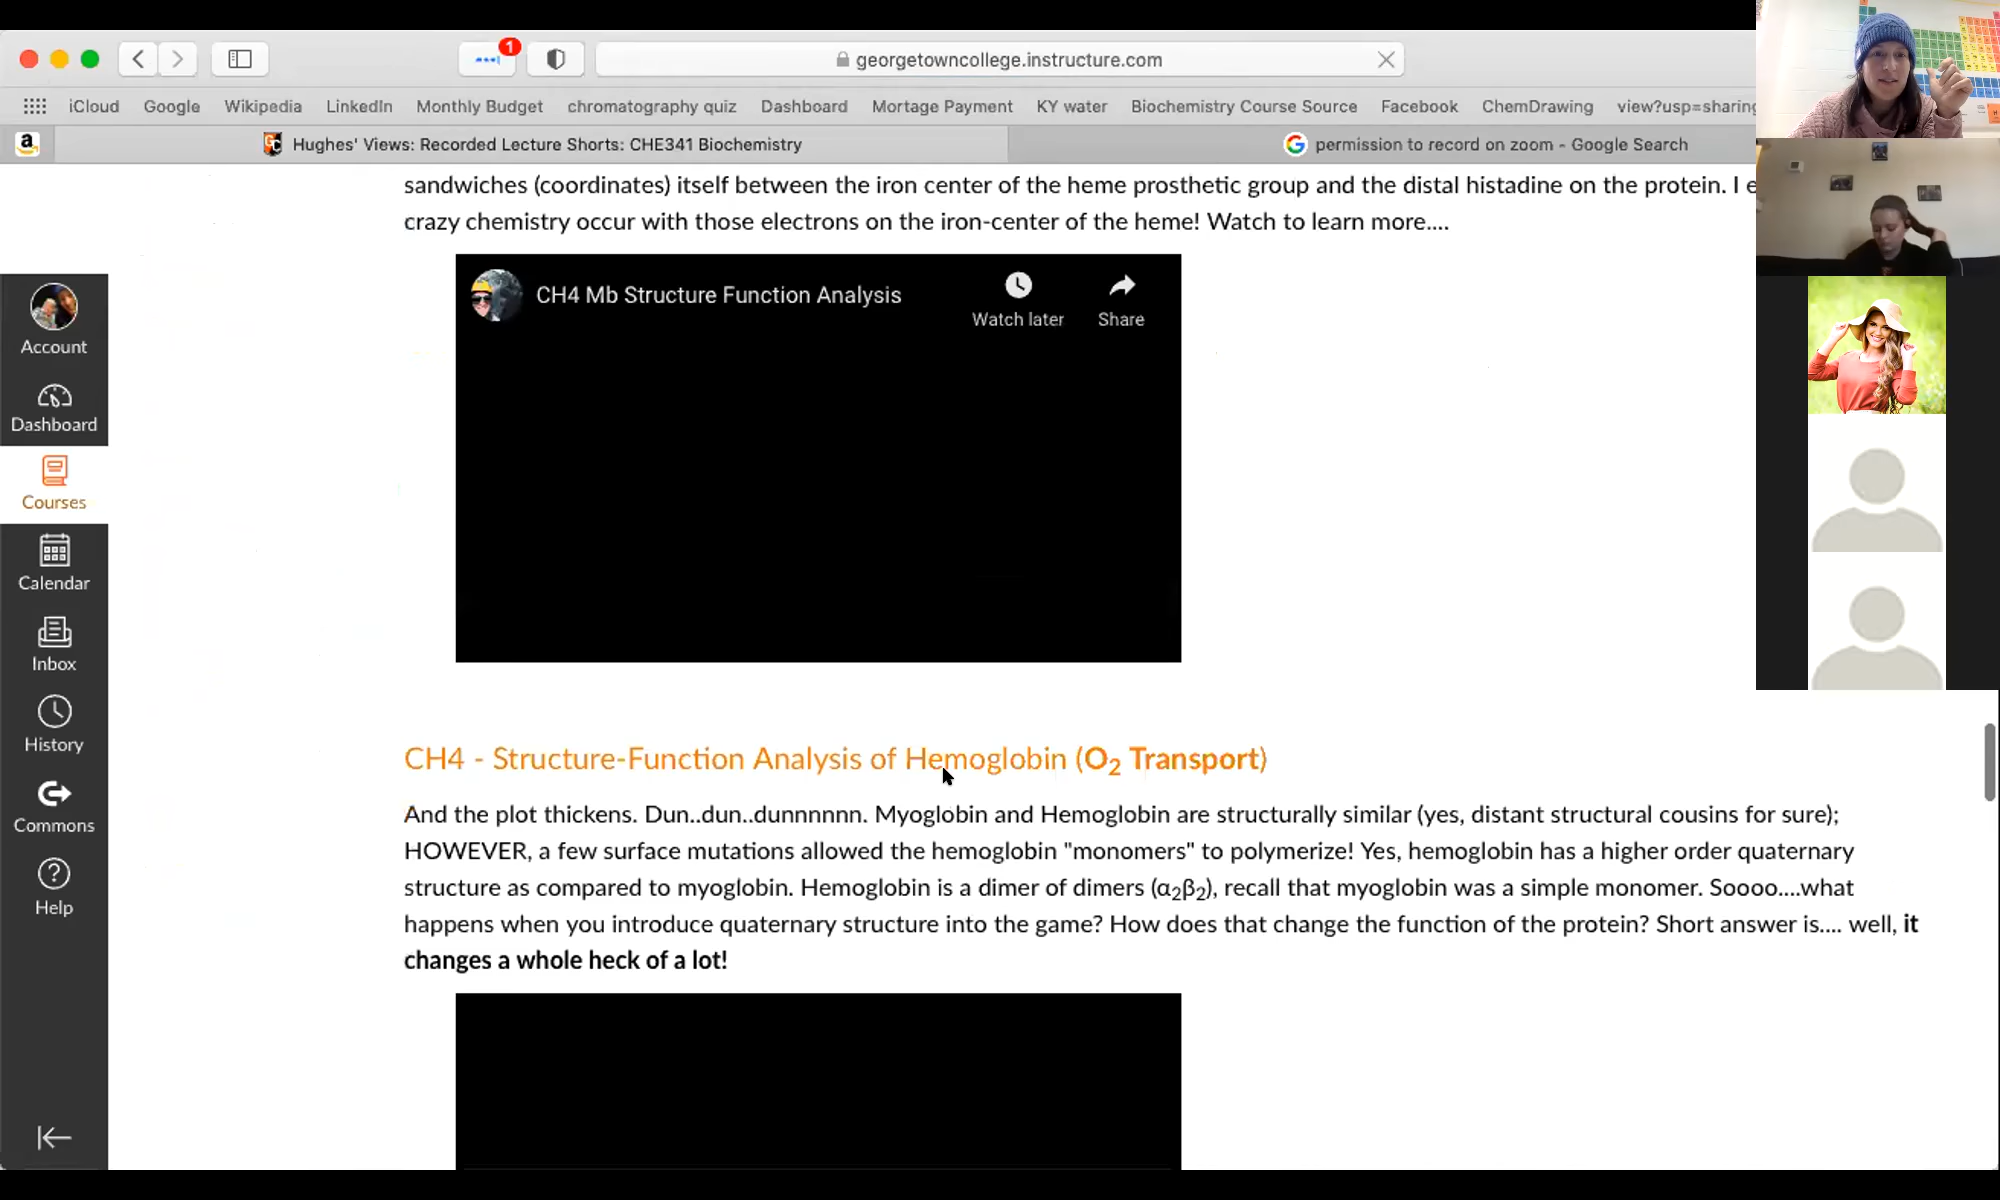 1
georgetowncollege.instructure.com
iCloud Google Wikipedia LinkedIn Monthly Budget chromatography quiz Dashboard Mortage Payment KY water Biochemistry Course Source Facebook ChemDrawing view?usp=sharing
a GC Hughes' Views: Recorded Lecture Shorts: CHE341 Biochemistry G permission to record on zoom - Google Search
sandwiches (coordinates) itself between the iron center of the heme prosthetic group and the distal histadine on the protein. I e
crazy chemistry occur with those electrons on the iron-center of the heme! Watch to learn more....
CH4 Mb Structure Function Analysis
Watch later Share
Account
Dashboard
Courses
Calendar
Inbox
History
Commons
Help
CH4 - Structure-Function Analysis of Hemoglobin (O₂ Transport)
And the plot thickens. Dun..dun..dunnnnnn. Myoglobin and Hemoglobin are structurally similar (yes, distant structural cousins for sure);
HOWEVER, a few surface mutations allowed the hemoglobin "monomers" to polymerize! Yes, hemoglobin has a higher order quaternary
structure as compared to myoglobin. Hemoglobin is a dimer of dimers (α₂β₂), recall that myoglobin was a simple monomer. Soooo....what
happens when you introduce quaternary structure into the game? How does that change the function of the protein? Short answer is.... well, it
changes a whole heck of a lot!